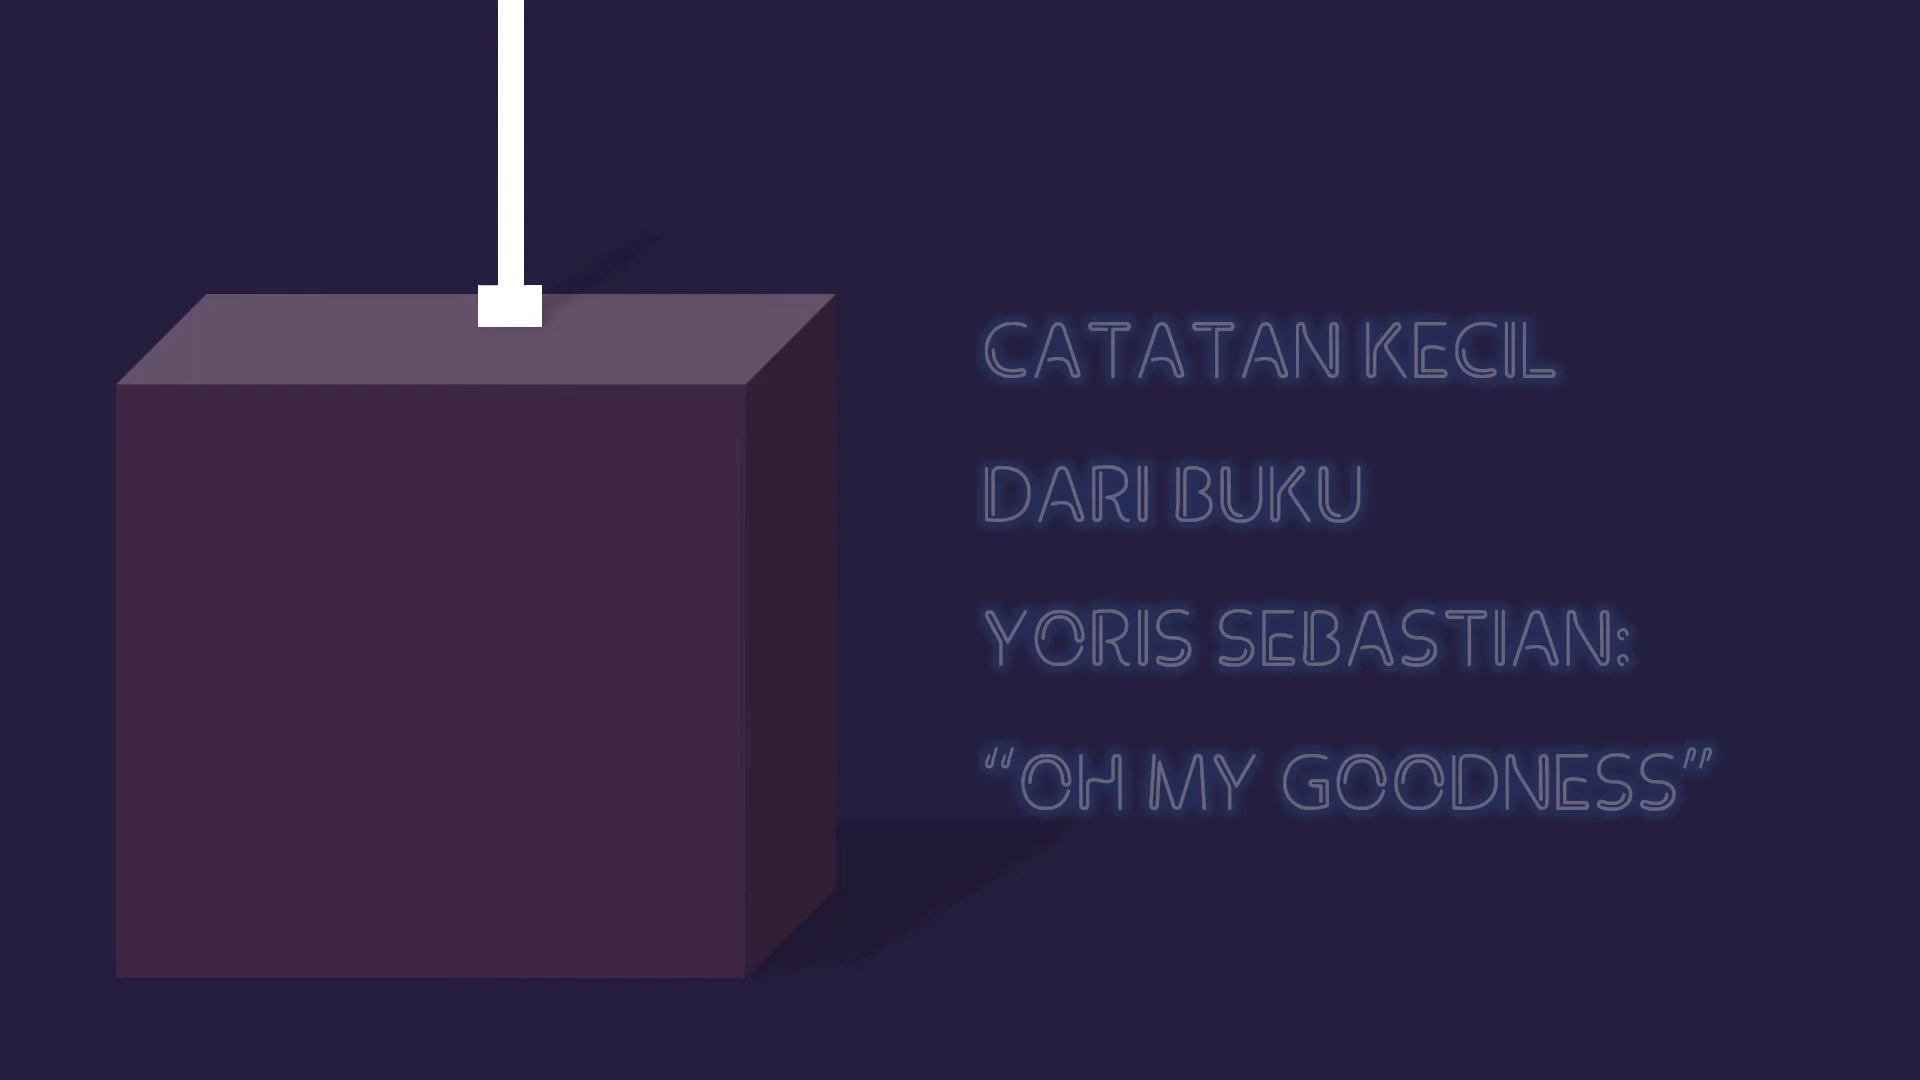 CATATAN KECIL
DARI BUKU
YORIS SEBASTIAN:
“OH MY GOODNESS”